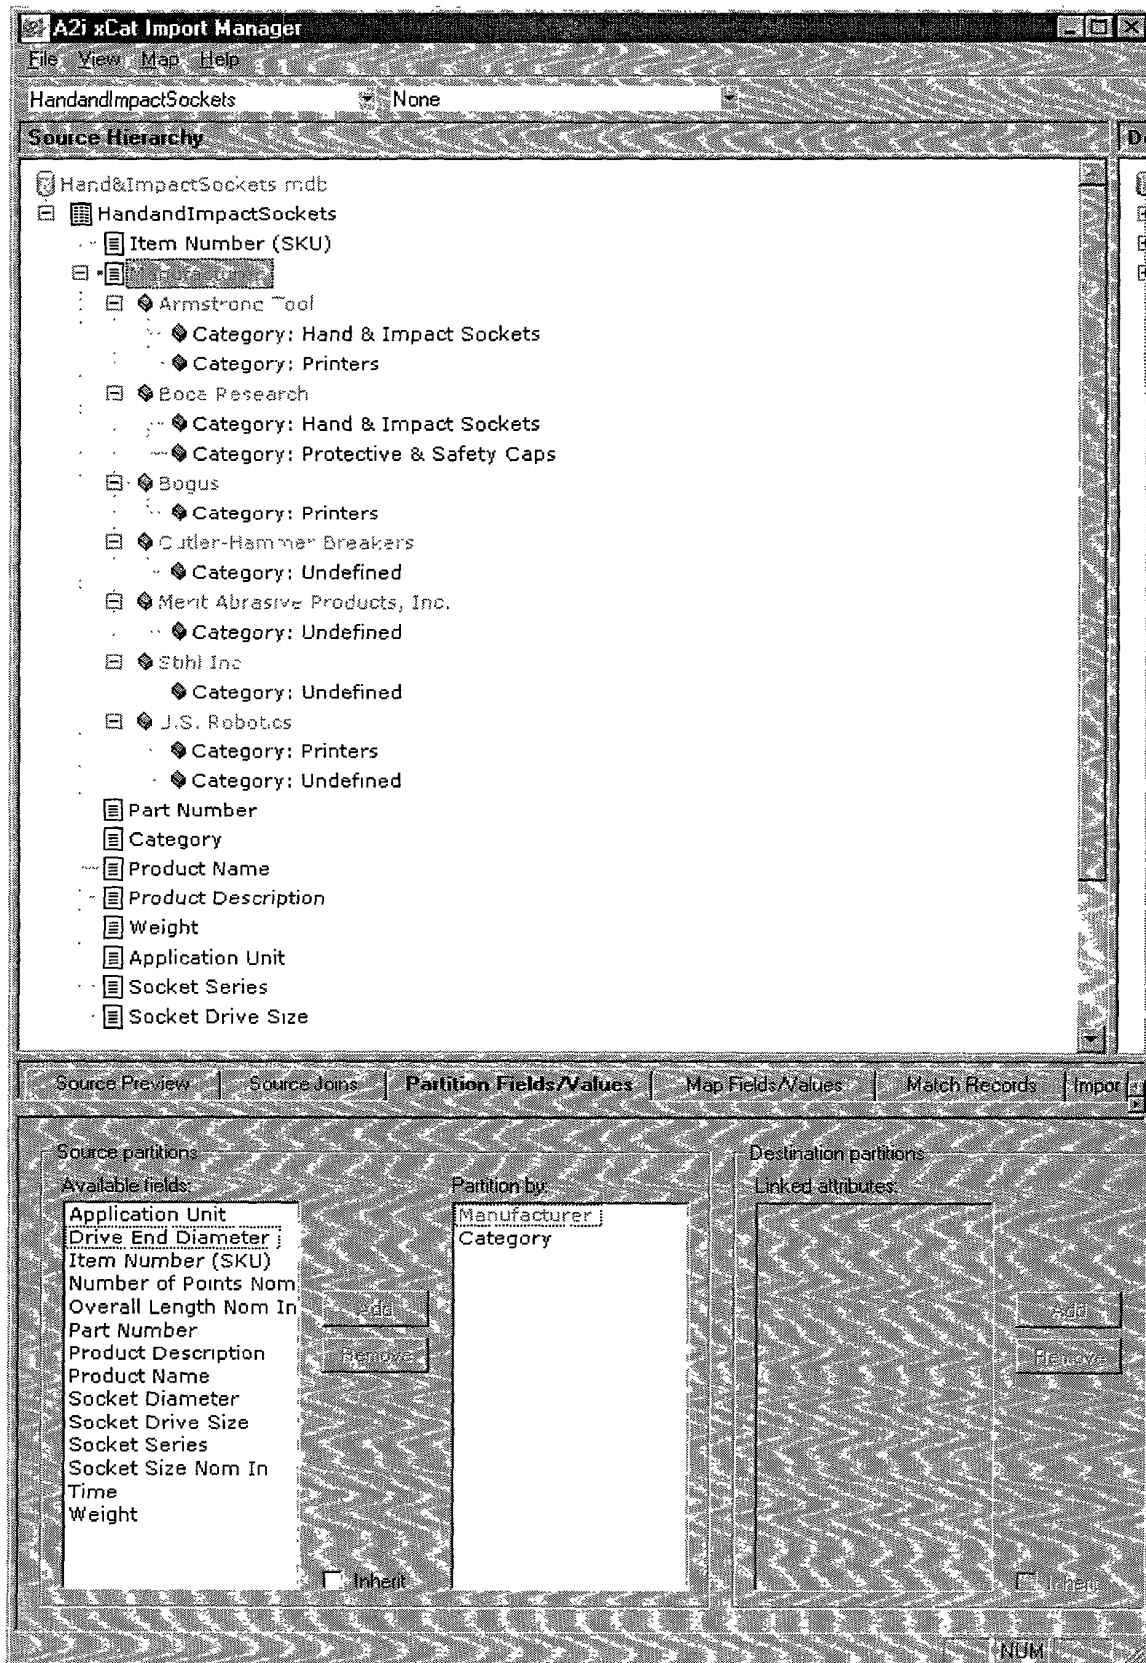 A2i xCat Import Manager
File View Map Help
HandandImpactSockets None
Source Hierarchy
Hand&ImpactSockets mdb
HandandImpactSockets
Item Number (SKU)
Manufacturer
Armstrong Tool
Category: Hand & Impact Sockets
Category: Printers
Boca Research
Category: Hand & Impact Sockets
Category: Protective & Safety Caps
Bogus
Category: Printers
Cutler-Hammer Breakers
Category: Undefined
Merit Abrasive Products, Inc.
Category: Undefined
Category: Undefined
J.S. Robotics
Category: Printers
Category: Undefined
Part Number
Category
Product Name
Product Description
Weight
Application Unit
Socket Series
Socket Drive Size
Source Preview Source Joins Partition Fields/Values Map Fields/Values Match Records Impor
Source partitions Destination partitions
Available fields: Partition by: Linked attributes:
Application Unit Manufacturer
Drive End Diameter Category
Item Number (SKU)
Number of Points Nom
Overall Length Nom In
Add Add
Part Number
Product Description
Remove Remove
Product Name
Socket Diameter
Socket Drive Size
Socket Series
Socket Size Nom In
Time
Weight
Inherit Inherit
NUM